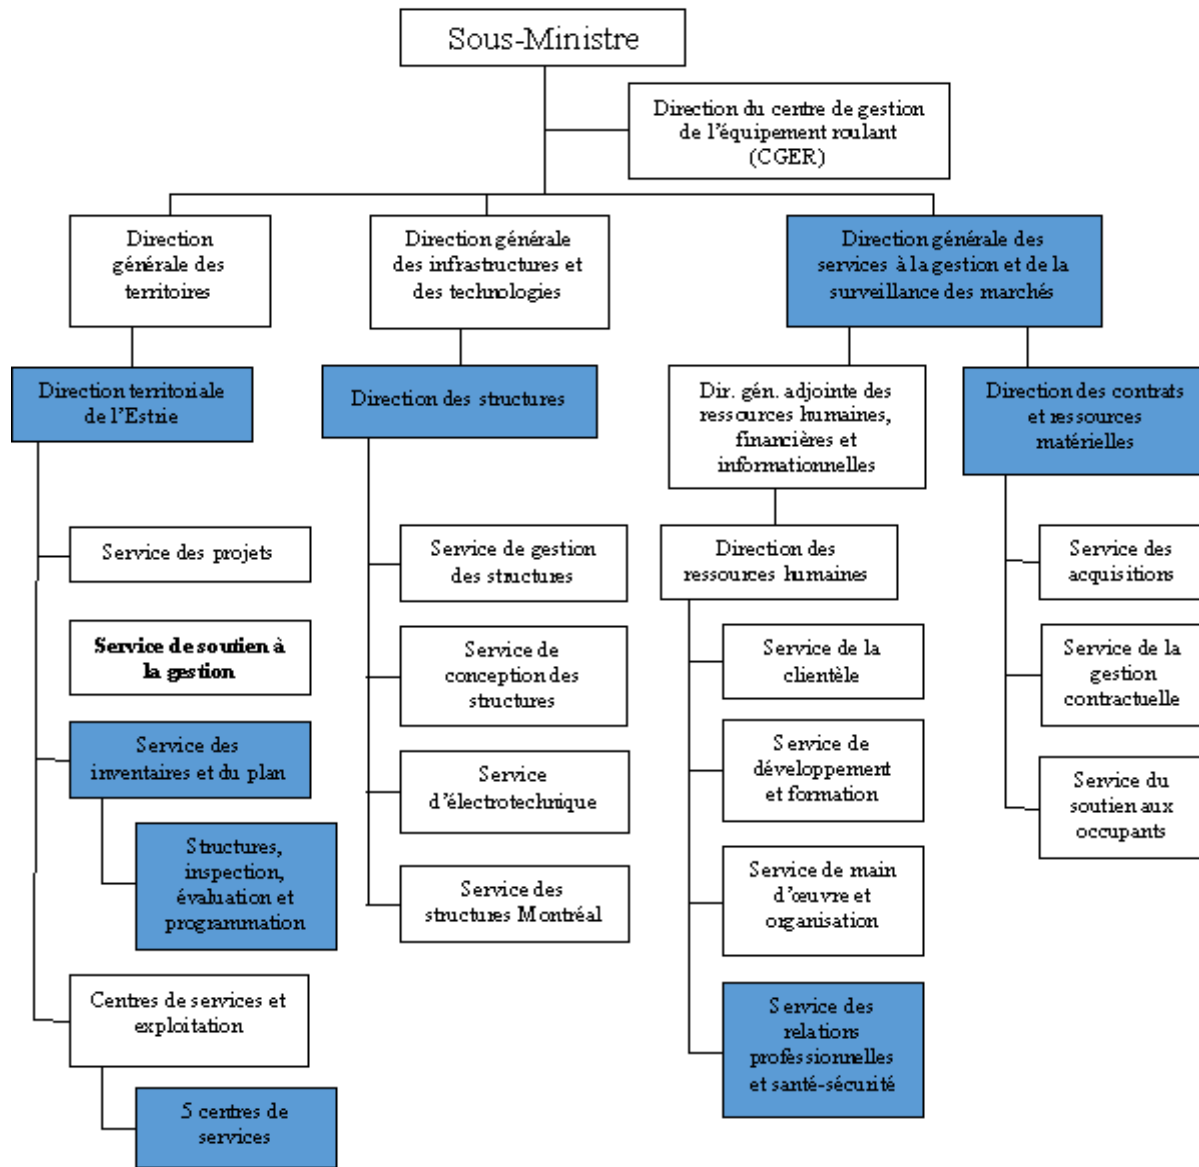 Sous-Ministre
Direction du centre de gestion
de l'équipement roulant
(CGER)
Direction
générale des
territoires
Direction générale
des infrastructures et
des technologies
Direction générale des
services à la gestion et de la
surveillance des marchés
Direction territoriale
de l'Estrie
Direction des structures
Dir. gén. adjointe des
ressources humaines,
financières et
informationnelles
Direction des contrats
et ressources
matérielles
Service des projets
Service de soutien à
la gestion
Service des
inventaires et du plan
Structures,
inspection,
évaluation et
programmation
Centres de services et
exploitation
5 centres de
services
Service de gestion
des structures
Service de
conception des
structures
Service
d'électrotechnique
Service des
structures Montréal
Direction des
ressources humaines
Service de la
clientèle
Service de
développement
et formation
Service de main
d'œuvre et
organisation
Service des
relations
professionnelles
et santé-sécurité
Service des
acquisitions
Service de la
gestion
contractuelle
Service du
soutien aux
occupants